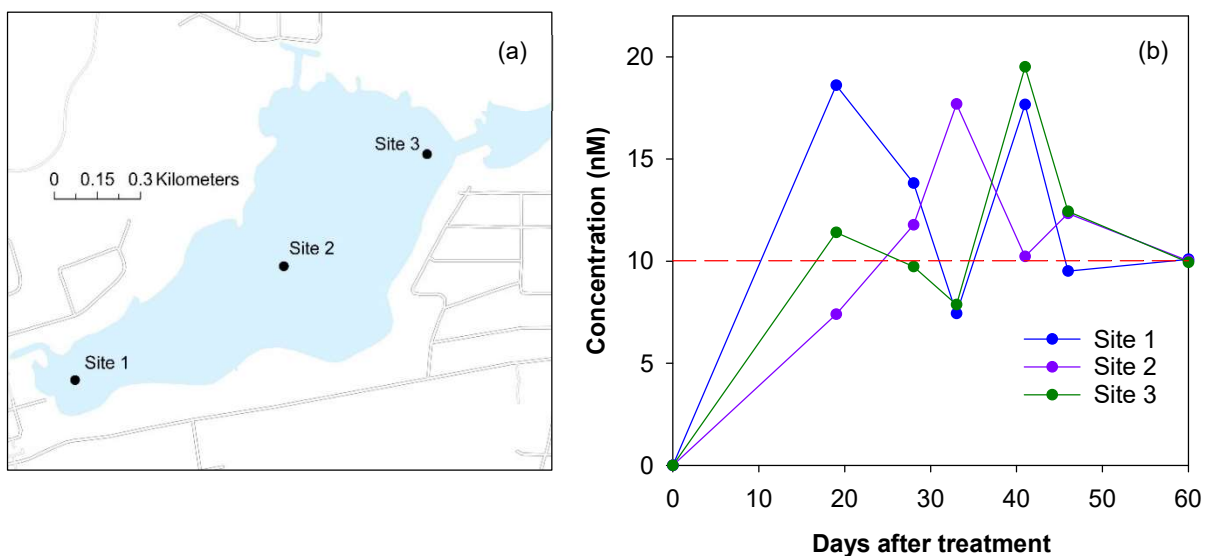 (a)
Site 3
0 0.15 0.3 Kilometers
Site 2
Site 1
(b)
Concentration (nM)
20
15
10
5
0
Site 1
Site 2
Site 3
0 10 20 30 40 50 60
Days after treatment